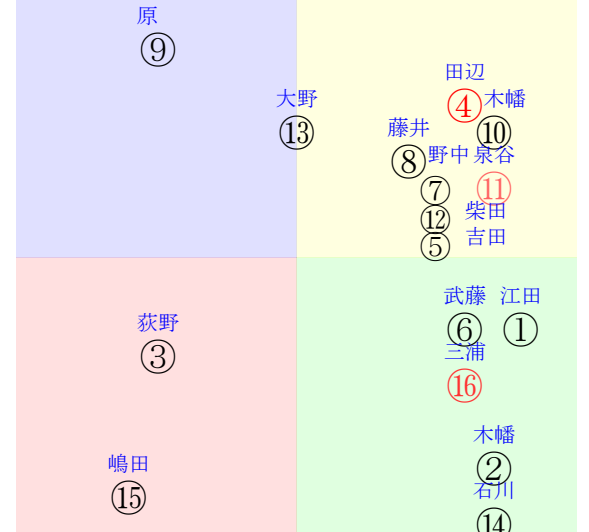 原
⑨
田辺
④
大野
⑬
木幡
⑩
藤井
⑧
野中
⑦
泉谷
⑪
柴田
⑫
吉田
⑤
武藤
⑥
江田
①
荻野
③
三浦
⑯
木幡
②
嶋田
⑮
石川
⑭